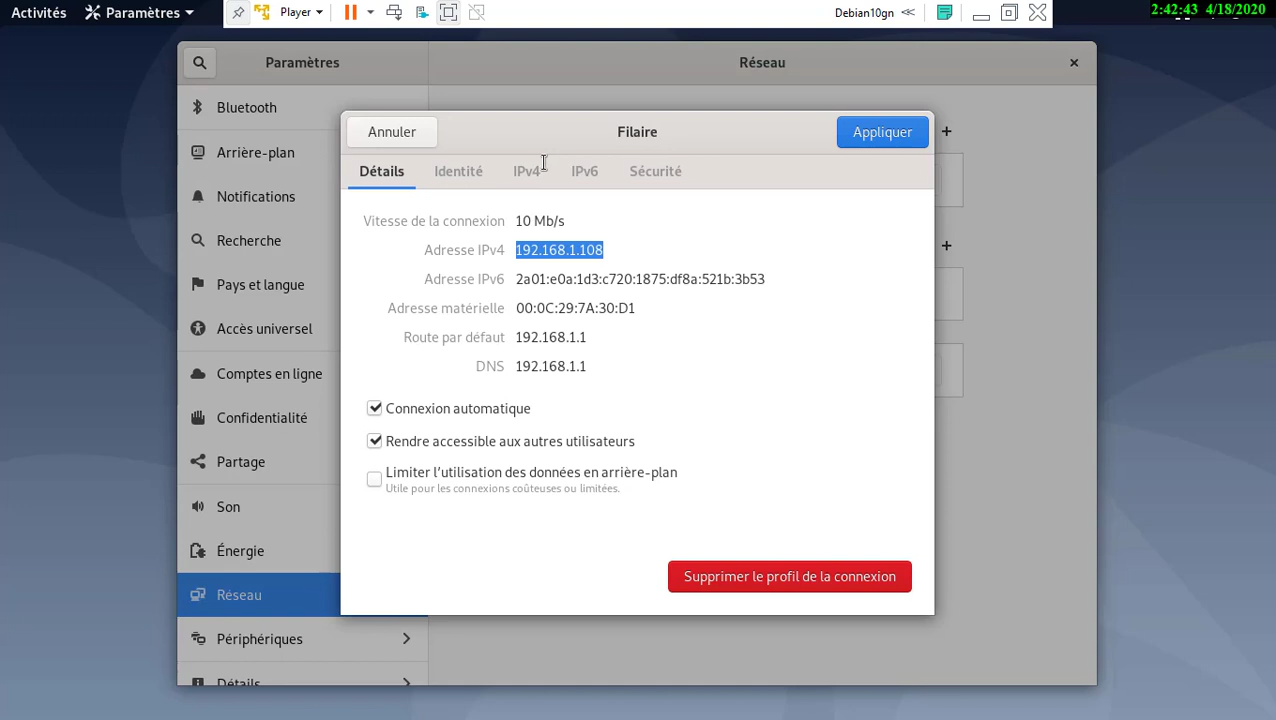 Activités Paramètres Player Debian10gn 2:42:43 4/18/2020
Paramètres
Réseau
Bluetooth
Arrière-plan
Notifications
Recherche
Pays et langue
Accès universel
Comptes en ligne
Confidentialité
Partage
Son
Énergie
Réseau
Périphériques
Détails
Annuler Filaire Appliquer
Détails Identité IPv4 IPv6 Sécurité
Vitesse de la connexion 10 Mb/s
Adresse IPv4 192.168.1.108
Adresse IPv6 2a01:e0a:1d3:c720:1875:df8a:521b:3b53
Adresse matérielle 00:0C:29:7A:30:D1
Route par défaut 192.168.1.1
DNS 192.168.1.1
Connexion automatique
Rendre accessible aux autres utilisateurs
Limiter l’utilisation des données en arrière-plan
Utile pour les connexions coûteuses ou limitées.
Supprimer le profil de la connexion